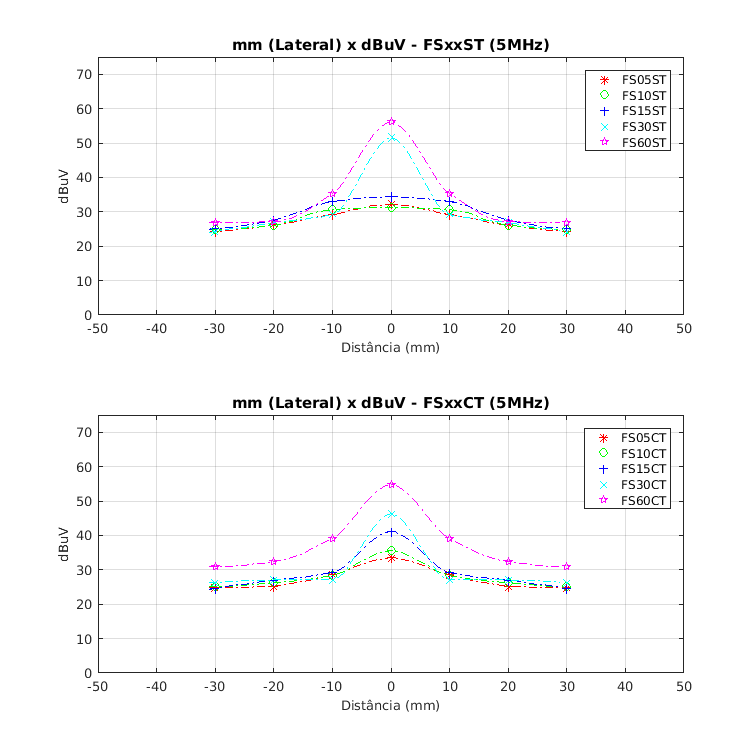 mm (Lateral) x dBuV - FSxxST (5MHz)
70
60
50
40
30
20
10
0
dBuV
FS05ST
FS10ST
FS15ST
FS30ST
FS60ST
-50 -40 -30 -20 -10 0 10 20 30 40 50
Distância (mm)
mm (Lateral) x dBuV - FSxxCT (5MHz)
70
60
50
40
30
20
10
0
dBuV
FS05CT
FS10CT
FS15CT
FS30CT
FS60CT
-50 -40 -30 -20 -10 0 10 20 30 40 50
Distância (mm)